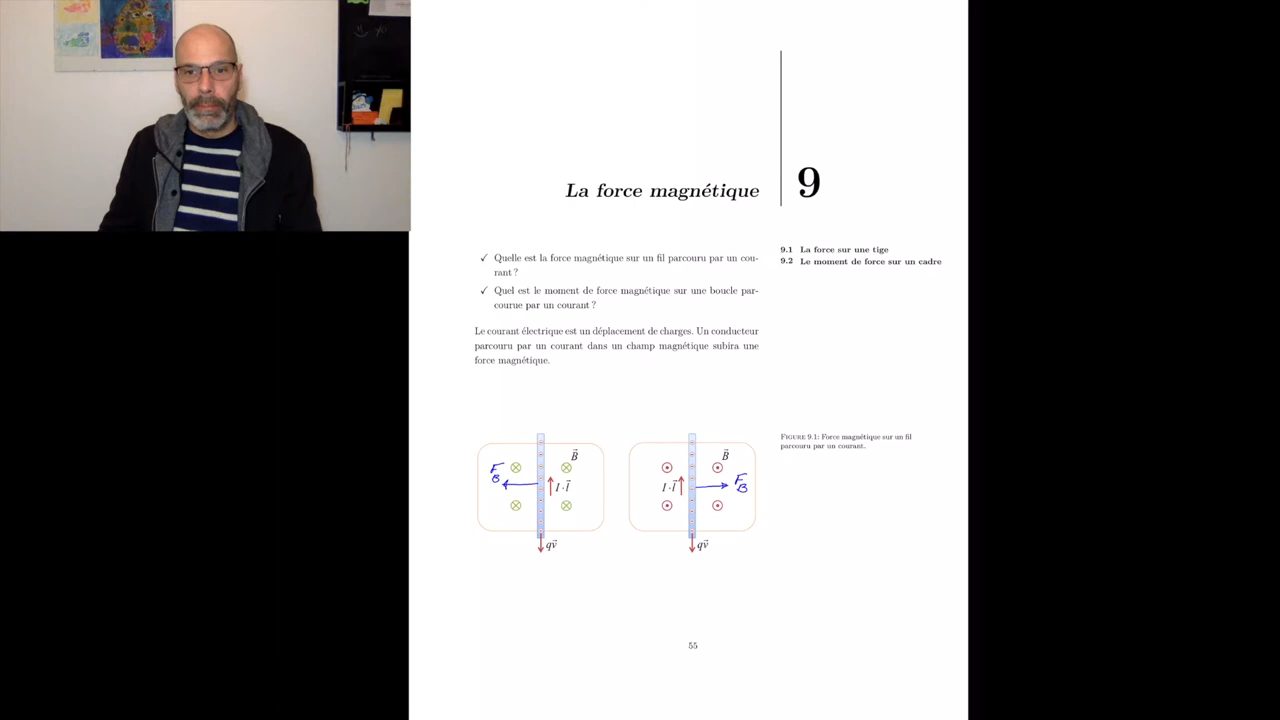 La force magnétique
9
✓ Quelle est la force magnétique sur un fil parcouru par un cou-
rant ?
✓ Quel est le moment de force magnétique sur une boucle par-
courue par un courant ?
9.1 La force sur une tige
9.2 Le moment de force sur un cadre
Le courant électrique est un déplacement de charges. Un conducteur
parcouru par un courant dans un champ magnétique subira une
force magnétique.
FIGURE 9.1: Force magnétique sur un fil
parcouru par un courant.
B⃗
F_B
I · l⃗
qv⃗
B⃗
I · l⃗
F_B
qv⃗
55